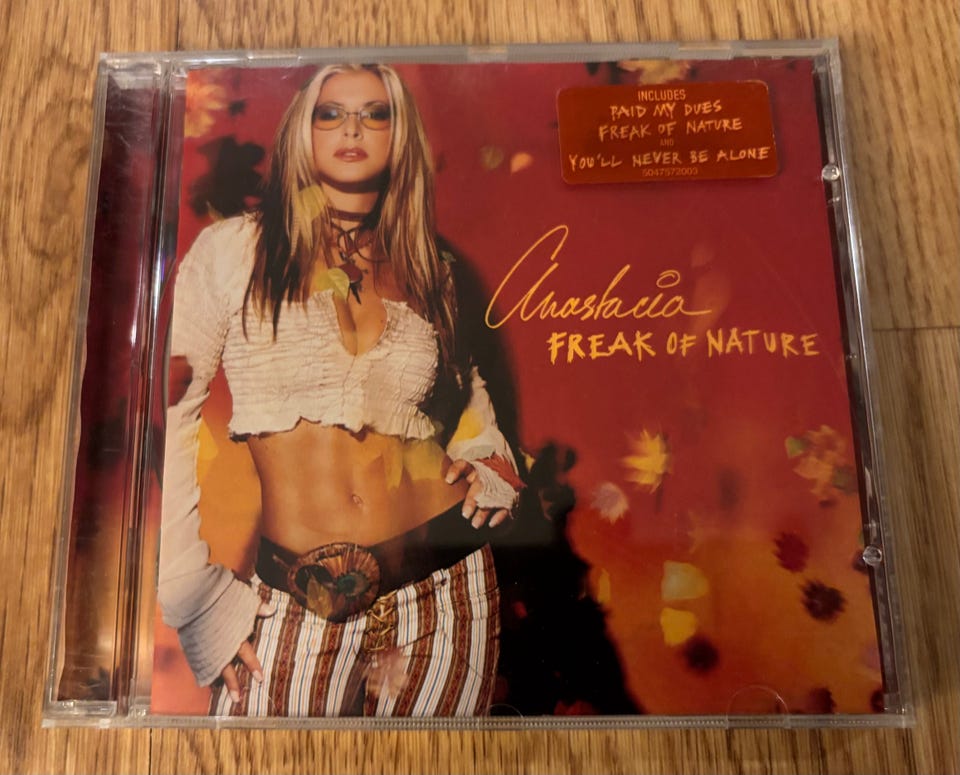 INCLUDES
PAID MY DUES
FREAK OF NATURE
AND
YOU'LL NEVER BE ALONE
5047572003
Anastacia
FREAK OF NATURE